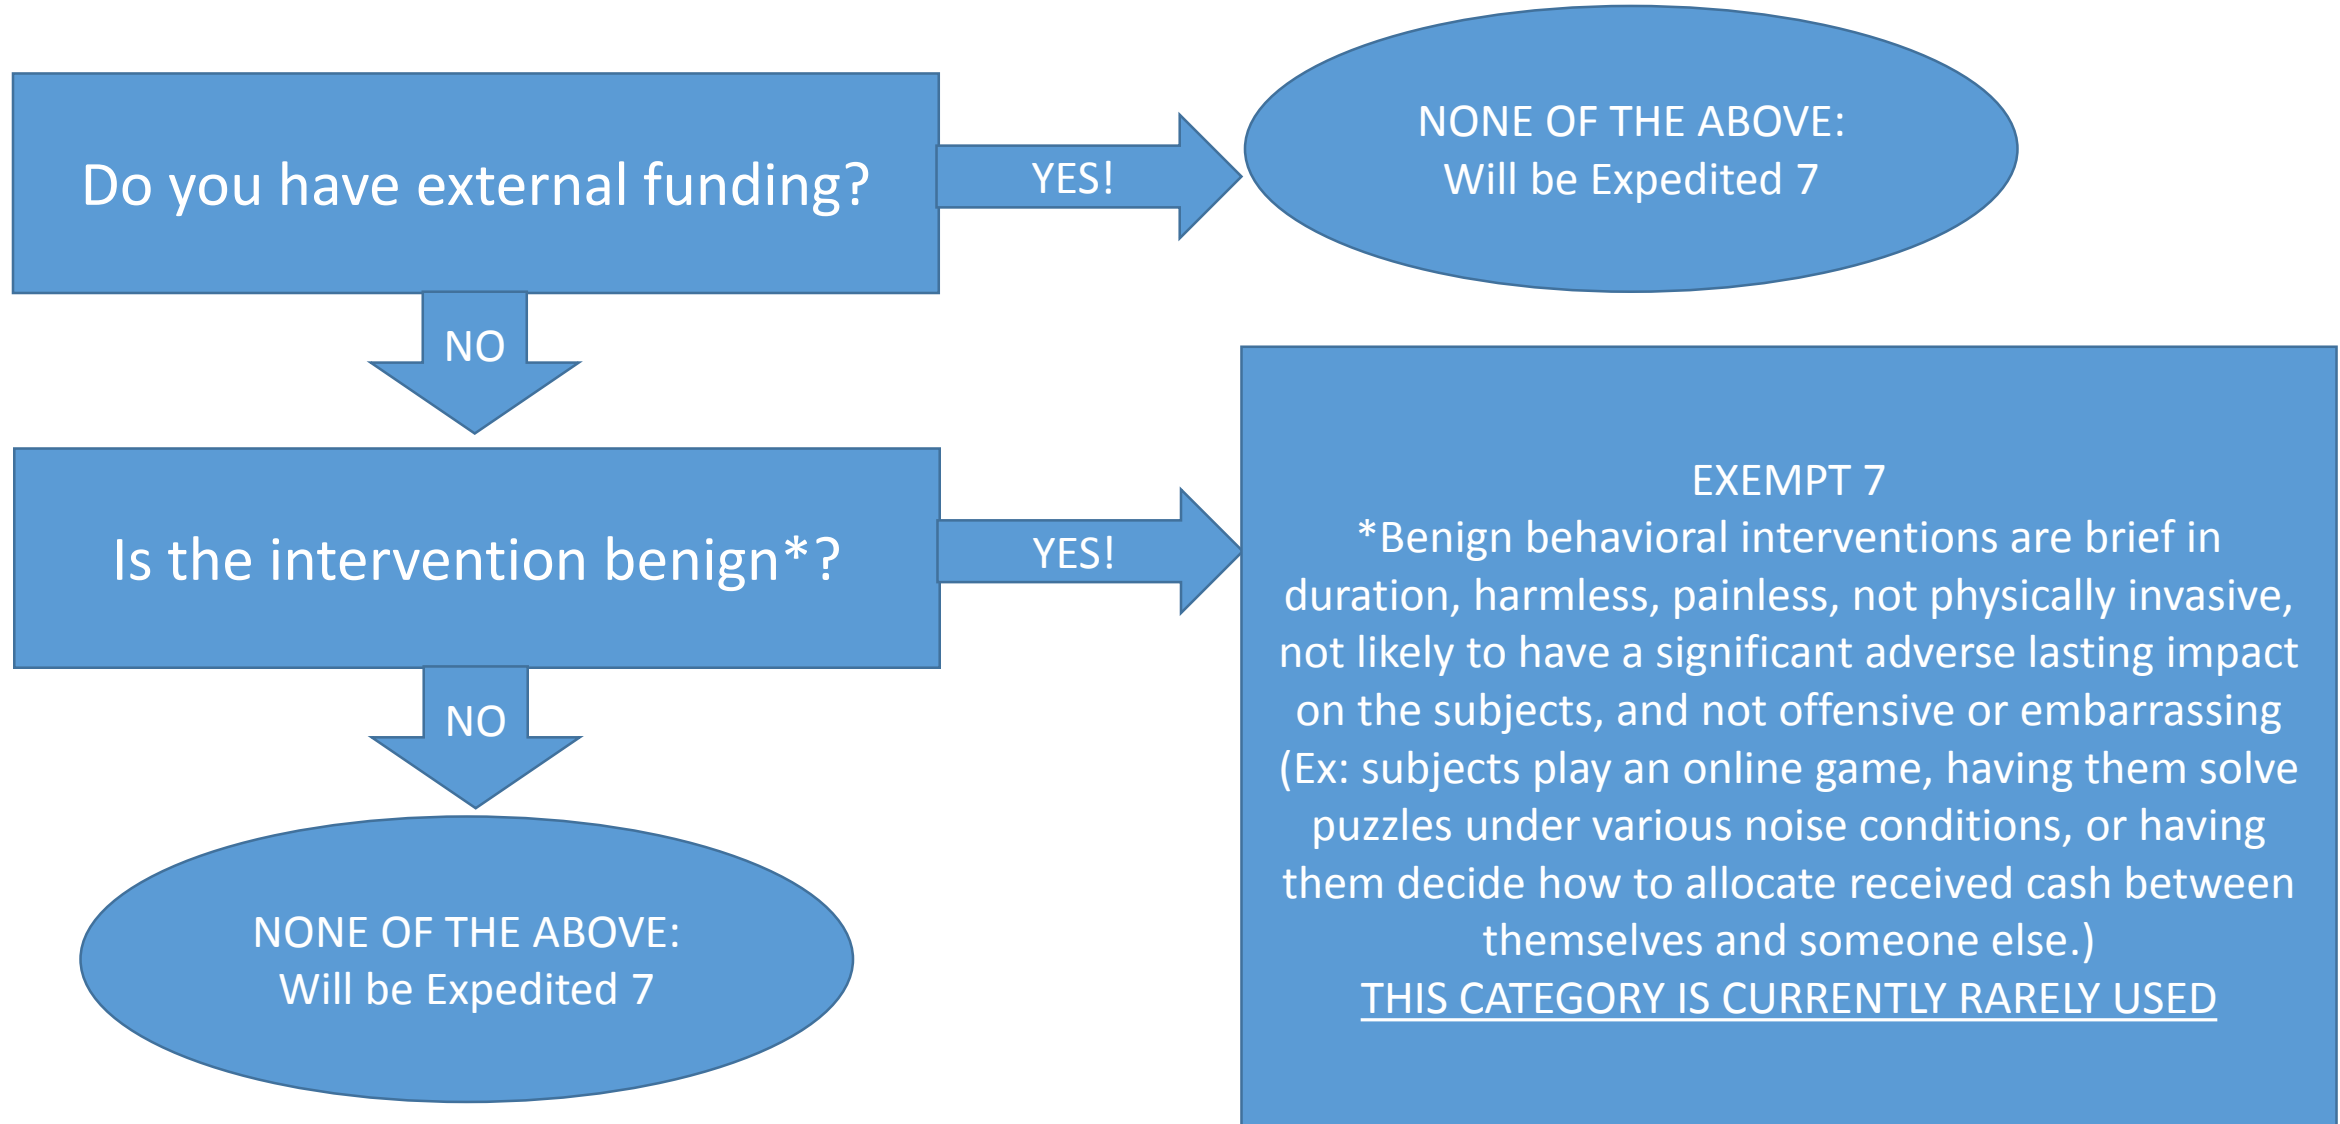 Do you have external funding?
YES!
NONE OF THE ABOVE:
Will be Expedited 7
NO
Is the intervention benign*?
YES!
EXEMPT 7
*Benign behavioral interventions are brief in
duration, harmless, painless, not physically invasive,
not likely to have a significant adverse lasting impact
on the subjects, and not offensive or embarrassing
(Ex: subjects play an online game, having them solve
puzzles under various noise conditions, or having
them decide how to allocate received cash between
themselves and someone else.)
THIS CATEGORY IS CURRENTLY RARELY USED
NO
NONE OF THE ABOVE:
Will be Expedited 7